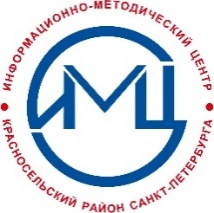 ИНФОРМАЦИОННО-МЕТОДИЧЕСКИЙ ЦЕНТР
ИМЦ
КРАСНОСЕЛЬСКИЙ РАЙОН САНКТ-ПЕТЕРБУРГА